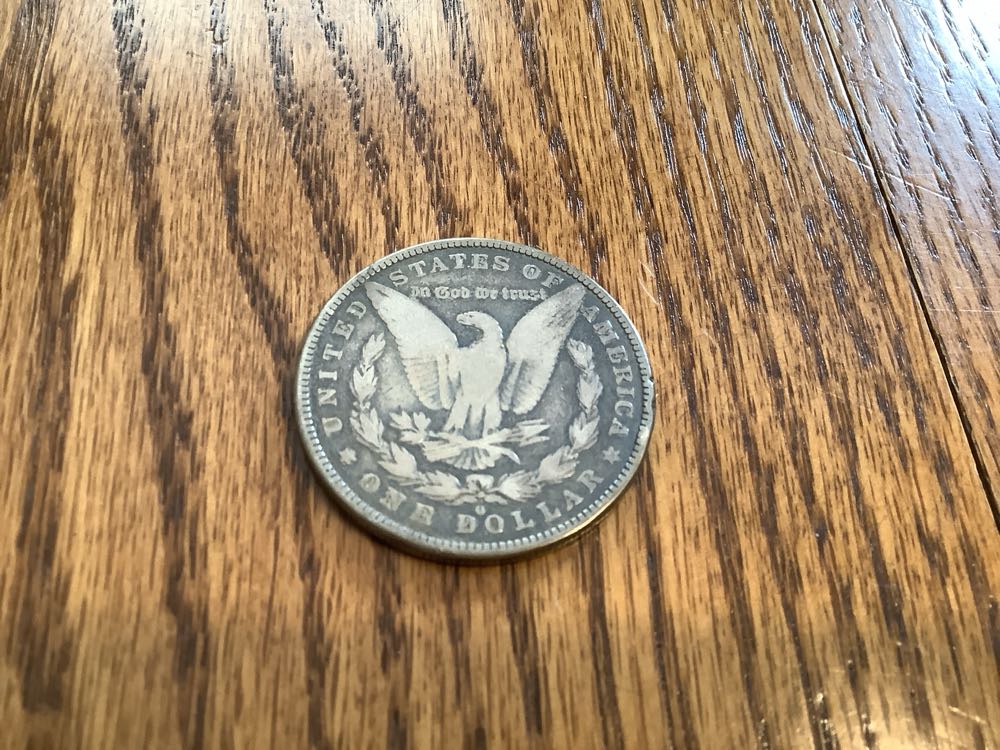 UNITED STATES OF AMERICA
In God we trust
O
ONE DOLLAR